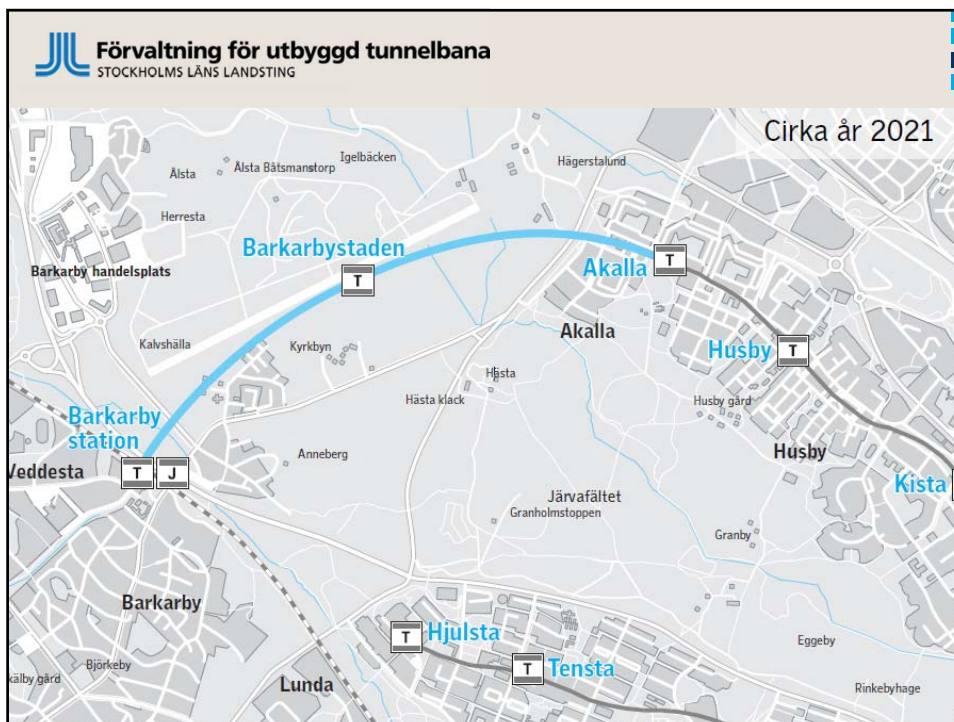 Förvaltning för utbyggd tunnelbana
STOCKHOLMS LÄNS LANDSTING
Cirka år 2021
Ålsta
Ålsta Båtsmanstorp
Igelbäcken
Hägerstalund
Herresta
Barkarbystaden
T
Barkarby handelsplats
Akalla
T
Kalvshälla
Kyrkbyn
Akalla
Husby
T
Hästa
Hästa klack
Husby gård
Barkarby
station
T
J
Veddesta
Anneberg
Husby
Kista
Järvafältet
Granholmstoppen
Granby
Barkarby
T
Hjulsta
T
Tensta
Eggeby
Björkeby
kälby gård
Lunda
Rinkebyhage